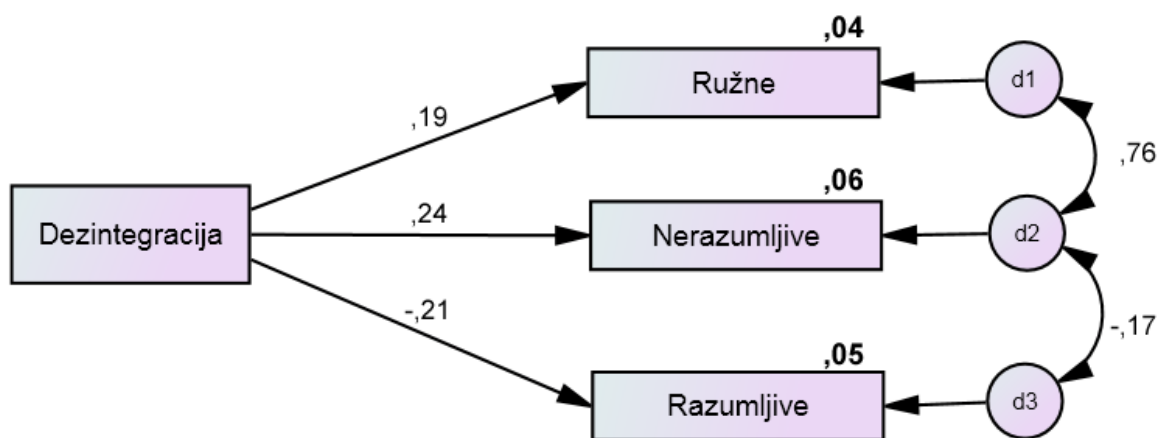 ,04
Ružne
d1
,19
,76
,06
Dezintegracija
,24
Nerazumljive
d2
-,21
-,17
,05
Razumljive
d3